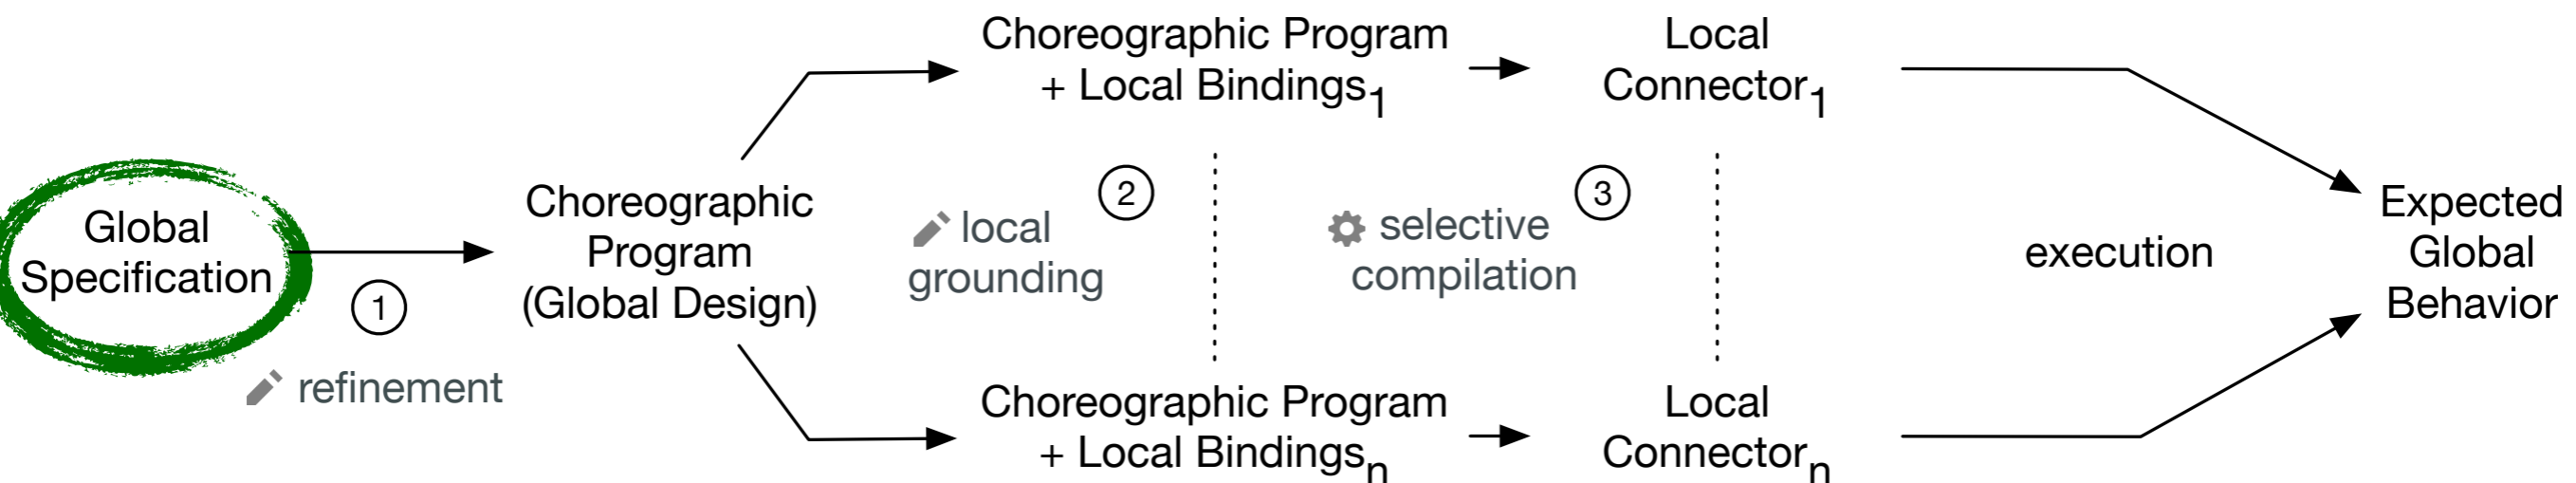 Global
Specification
1
refinement
Choreographic
Program
(Global Design)
Choreographic Program
+ Local Bindings1
2
local
grounding
Choreographic Program
+ Local Bindingsn
3
selective
compilation
Local
Connector1
Local
Connectorn
execution
Expected
Global
Behavior